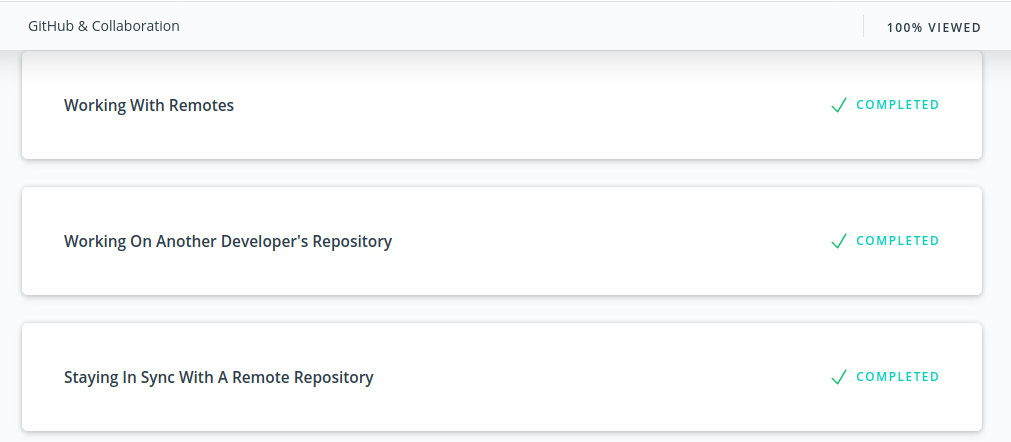 GitHub & Collaboration
100% VIEWED
Working With Remotes
COMPLETED
Working On Another Developer's Repository
COMPLETED
Staying In Sync With A Remote Repository
COMPLETED